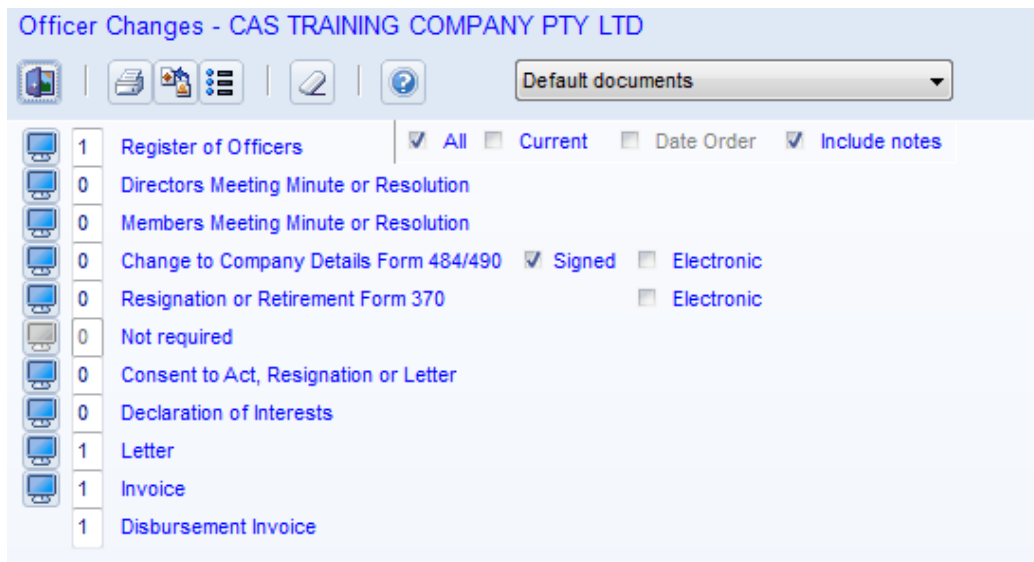 Officer Changes - CAS TRAINING COMPANY PTY LTD
Default documents
1 Register of Officers All Current Date Order Include notes
0 Directors Meeting Minute or Resolution
0 Members Meeting Minute or Resolution
0 Change to Company Details Form 484/490 Signed Electronic
0 Resignation or Retirement Form 370 Electronic
0 Not required
0 Consent to Act, Resignation or Letter
0 Declaration of Interests
1 Letter
1 Invoice
1 Disbursement Invoice